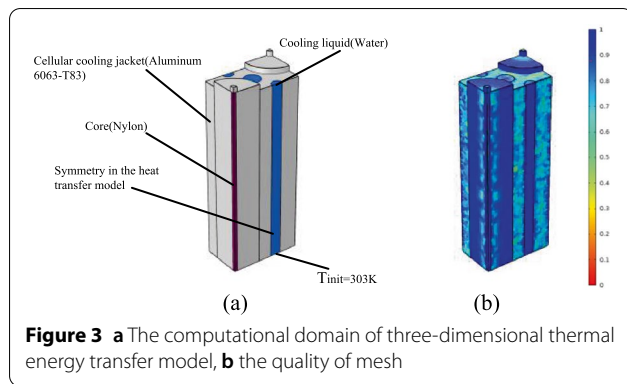 Cellular cooling jacket(Aluminum
6063-T83)
Cooling liquid(Water)
Core(Nylon)
Symmetry in the heat
transfer model
Tinit=303K
(a)
(b)
1
0.9
0.8
0.7
0.6
0.5
0.4
0.3
0.2
0.1
0
Figure 3 a The computational domain of three-dimensional thermal
energy transfer model, b the quality of mesh